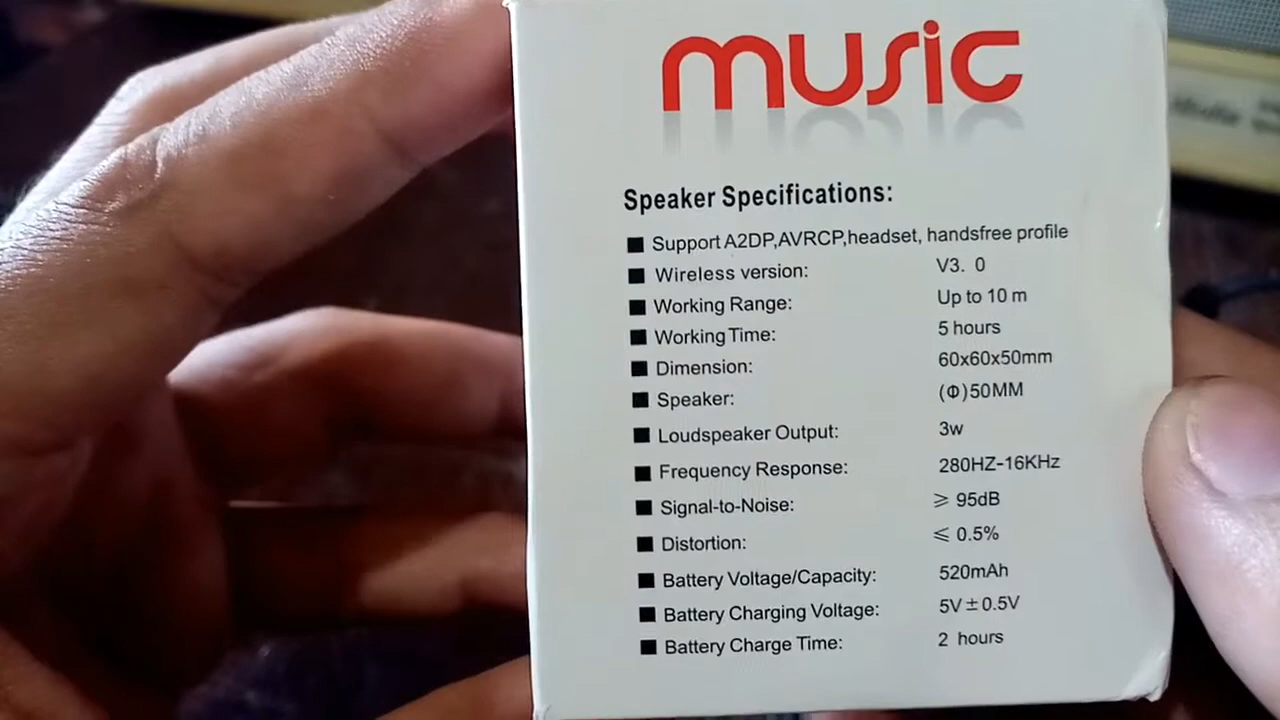 music
Speaker Specifications:
■ Support A2DP,AVRCP,headset, handsfree profile
■ Wireless version: V3. 0
■ Working Range: Up to 10 m
■ Working Time: 5 hours
■ Dimension: 60x60x50mm
■ Speaker: (Φ)50MM
■ Loudspeaker Output: 3w
■ Frequency Response: 280HZ-16KHz
■ Signal-to-Noise: ≥ 95dB
■ Distortion: ≤ 0.5%
■ Battery Voltage/Capacity: 520mAh
■ Battery Charging Voltage: 5V±0.5V
■ Battery Charge Time: 2 hours